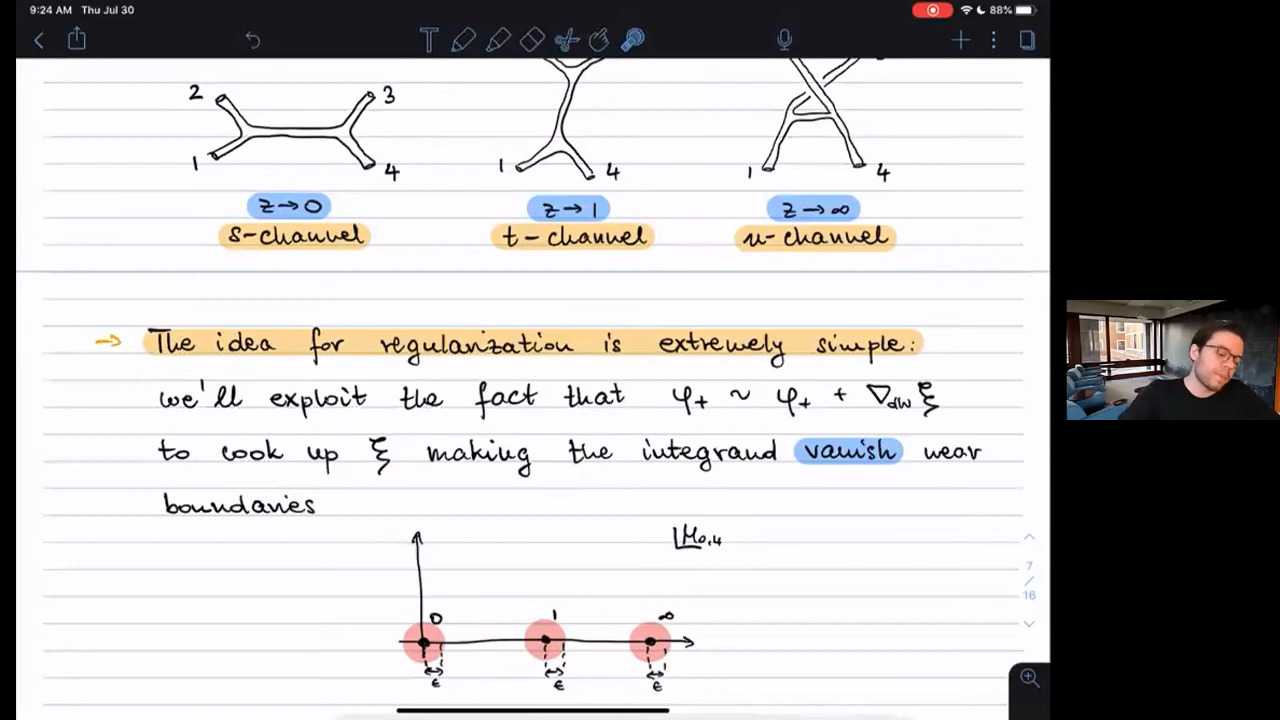 9:24 AM Thu Jul 30
88%
2 3
1 4
1 4
1 4
z → 0
z → 1
z → ∞
s-channel
t-channel
u-channel
→ The idea for regularization is extremely simple:
we'll exploit the fact that φ₊ ~ φ₊ + ∇dW ξ
to cook up ξ making the integrand vanish near
boundaries
M₀,₄
0 1 ∞
ε ε ε
7
/
16